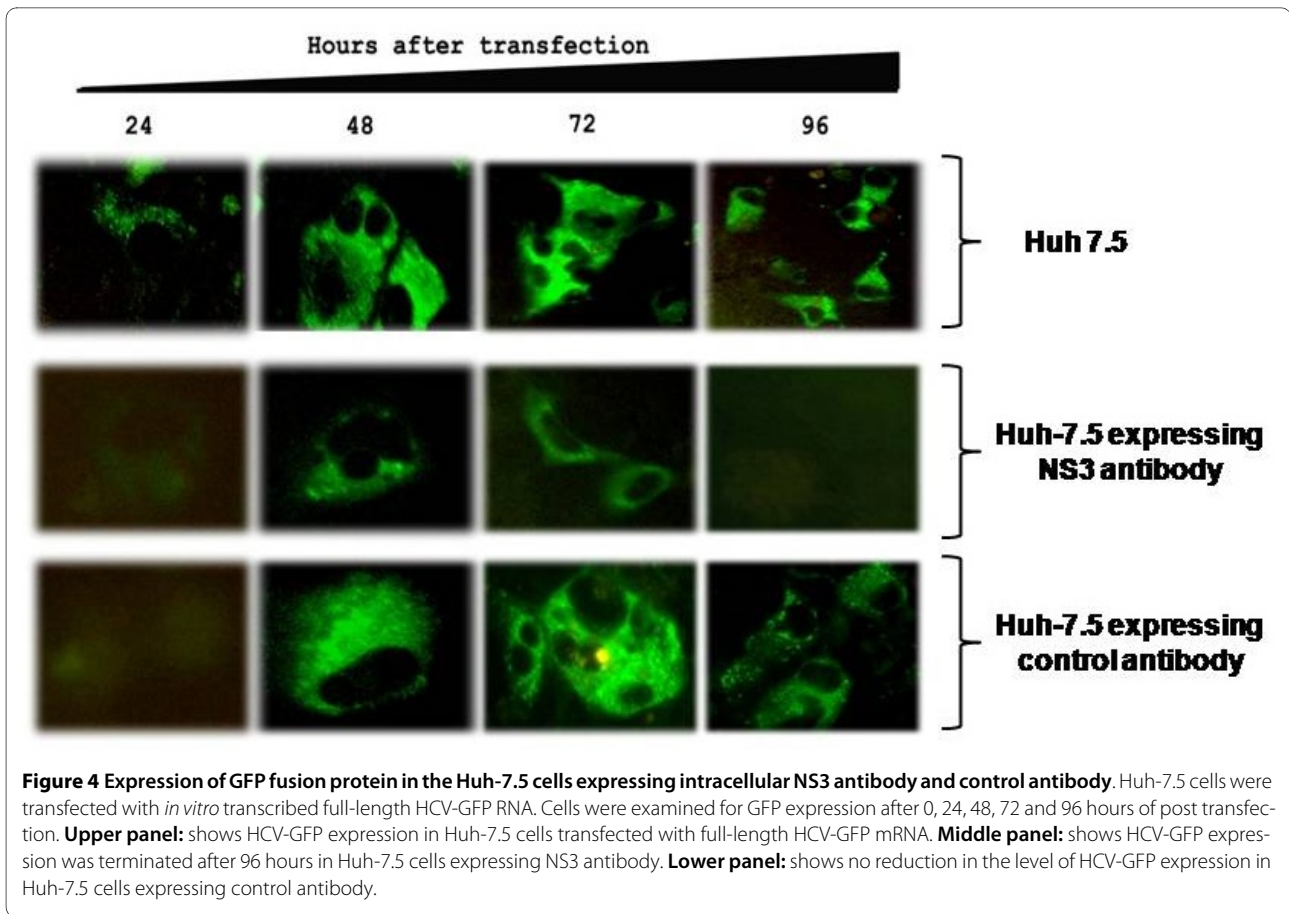 Hours after transfection
24 48 72 96
Huh 7.5
Huh-7.5 expressing
NS3 antibody
Huh-7.5 expressing
control antibody
Figure 4 Expression of GFP fusion protein in the Huh-7.5 cells expressing intracellular NS3 antibody and control antibody. Huh-7.5 cells were
transfected with in vitro transcribed full-length HCV-GFP RNA. Cells were examined for GFP expression after 0, 24, 48, 72 and 96 hours of post transfec-
tion. Upper panel: shows HCV-GFP expression in Huh-7.5 cells transfected with full-length HCV-GFP mRNA. Middle panel: shows HCV-GFP expres-
sion was terminated after 96 hours in Huh-7.5 cells expressing NS3 antibody. Lower panel: shows no reduction in the level of HCV-GFP expression in
Huh-7.5 cells expressing control antibody.